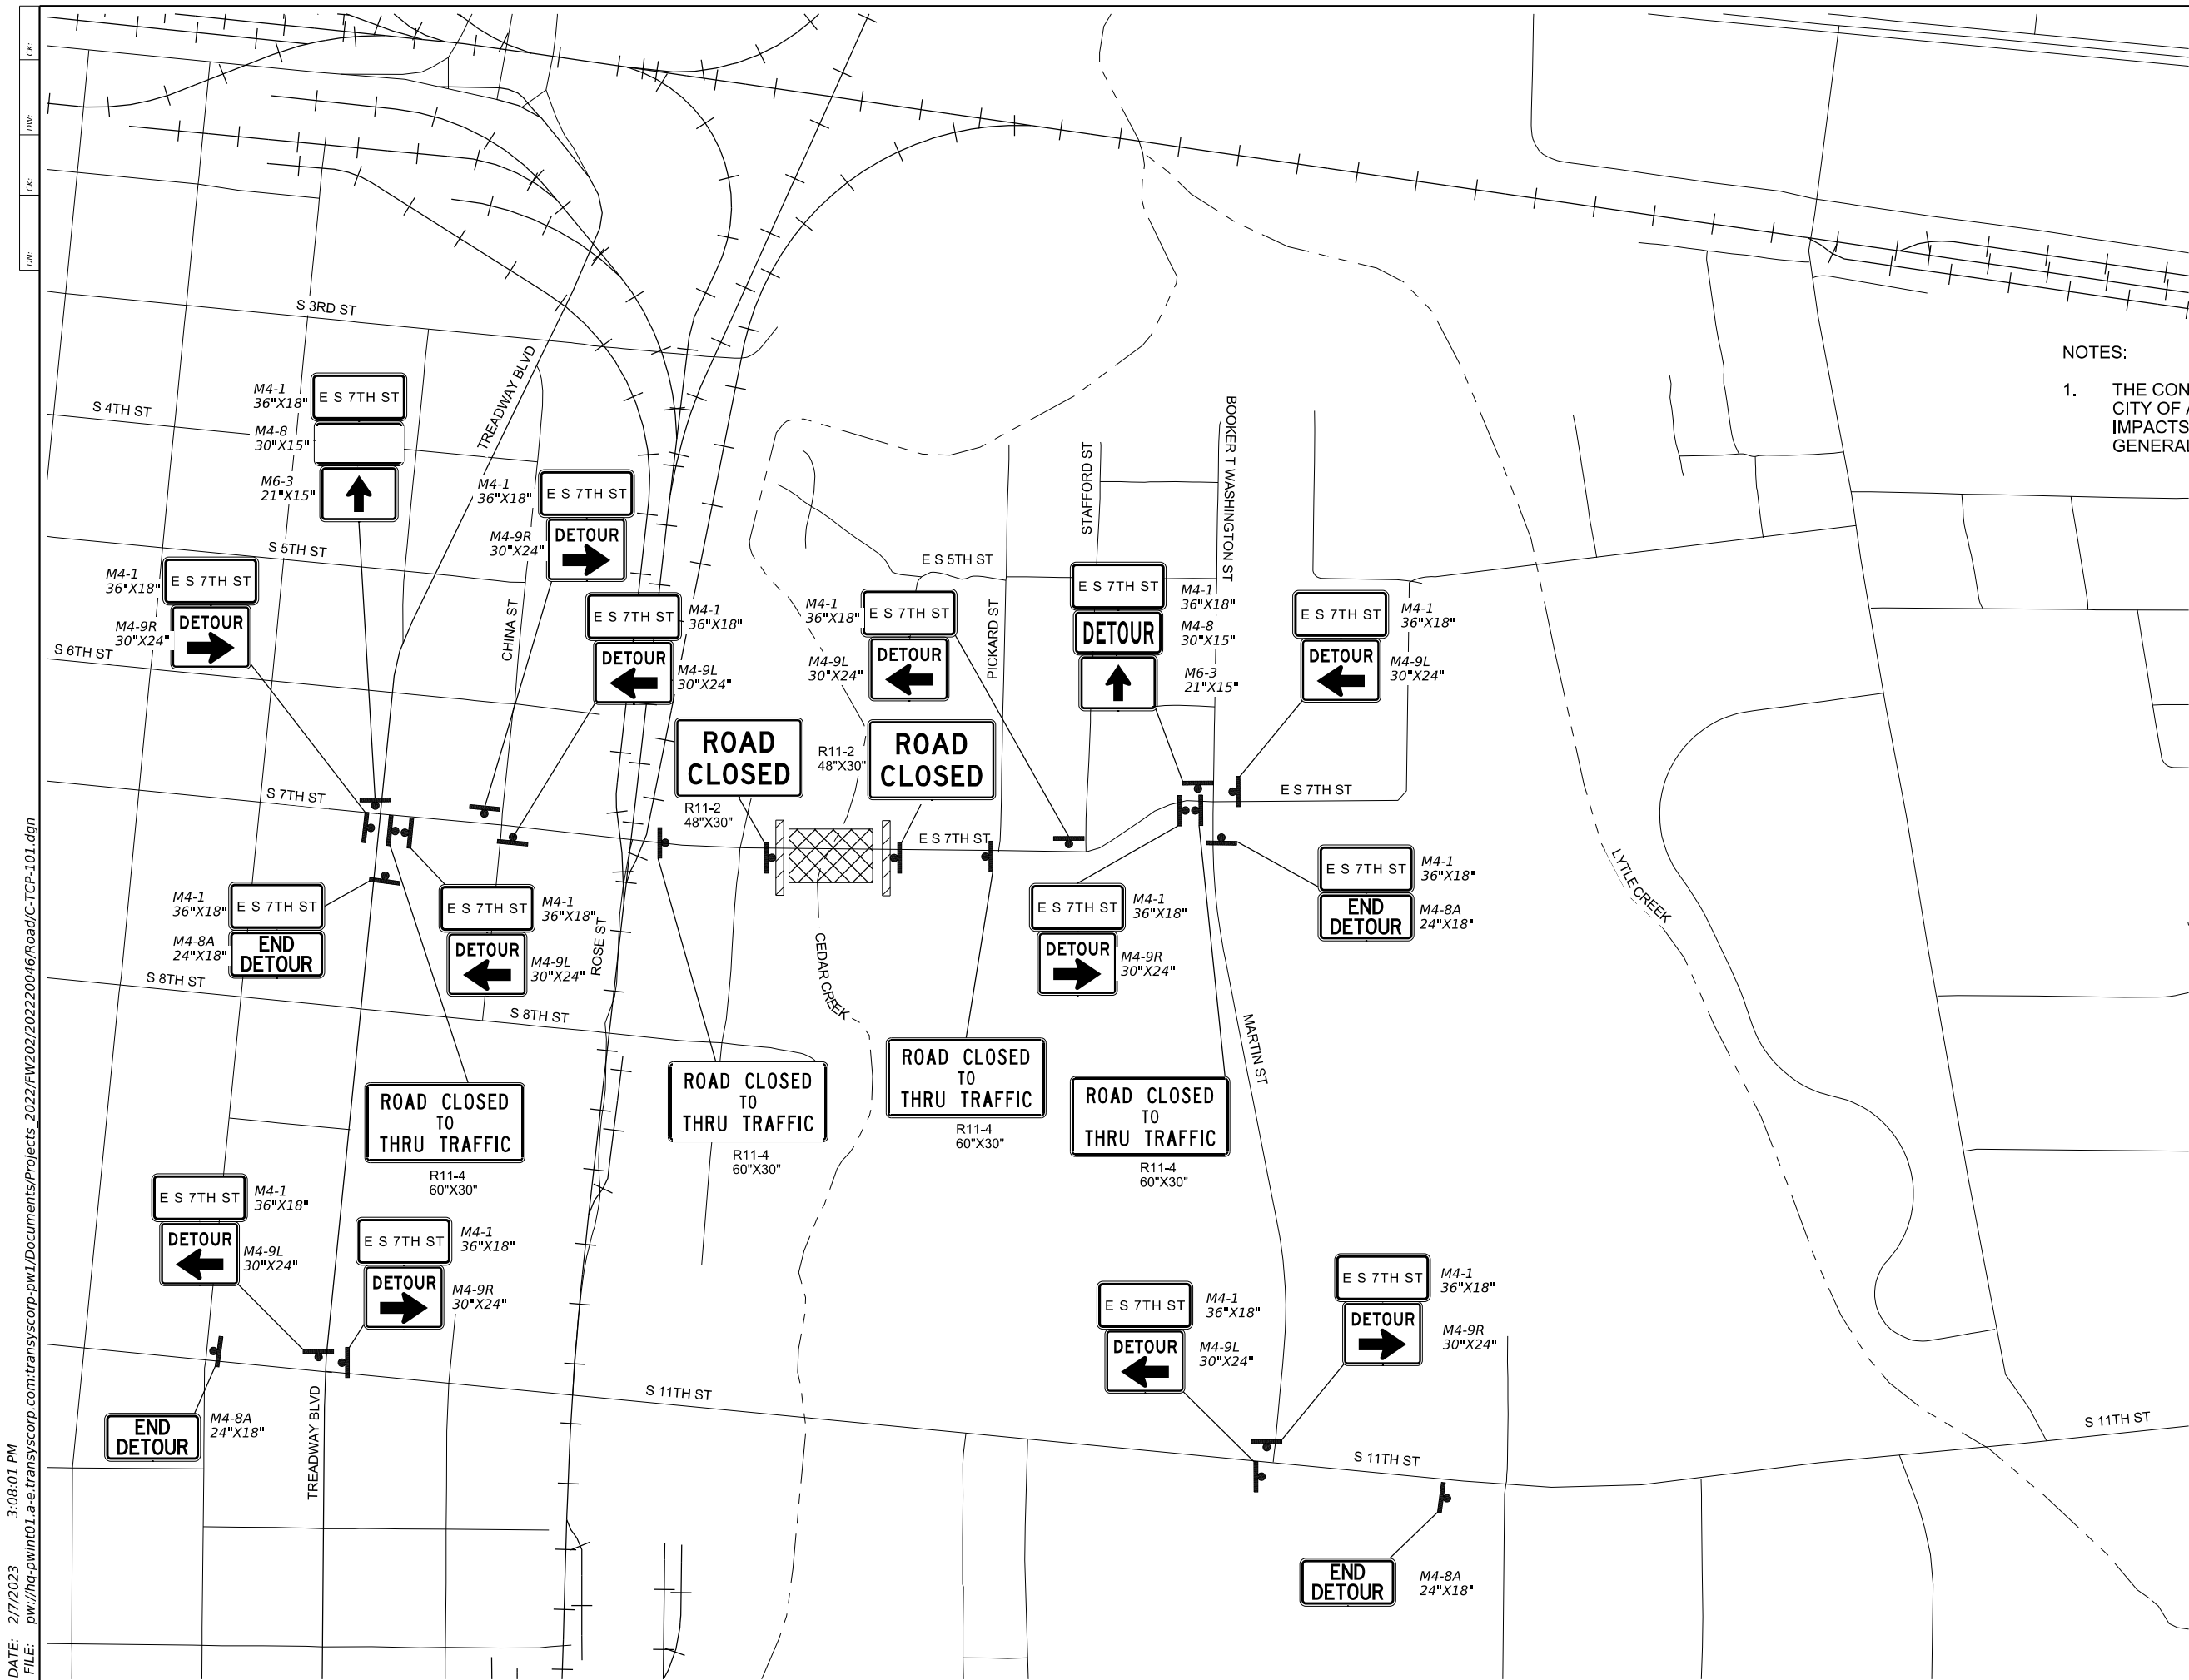 CK:
DW:
CK:
DN:
DATE: 2/7/2023 3:08:01 PM
FILE: pw://hq-pwint01.a-e.transyscorp.com:transyscorp-pw1/Documents/Projects_2022/FW202/202220046/Road/C-TCP-101.dgn
NOTES:
1. THE CON
CITY OF A
IMPACTS
GENERAL
S 3RD ST
S 4TH ST
TREADWAY BLVD
M4-1
36"X18"
E S 7TH ST
M4-8
30"X15"
M6-3
21"X15"
M4-1
36"X18"
E S 7TH ST
M4-9R
30"X24"
DETOUR
S 5TH ST
M4-1
36"X18"
E S 7TH ST
M4-9R
30"X24"
DETOUR
S 6TH ST
CHINA ST
E S 7TH ST
M4-1
36"X18"
DETOUR
M4-9L
30"X24"
BOOKER T WASHINGTON ST
STAFFORD ST
E S 5TH ST
PICKARD ST
M4-1
36"X18"
E S 7TH ST
M4-9L
30"X24"
DETOUR
E S 7TH ST
M4-1
36"X18"
DETOUR
M4-8
30"X15"
M6-3
21"X15"
E S 7TH ST
M4-1
36"X18"
DETOUR
M4-9L
30"X24"
ROAD
CLOSED
R11-2
48"X30"
R11-2
48"X30"
ROAD
CLOSED
S 7TH ST
E S 7TH ST
E S 7TH ST
M4-1
36"X18"
E S 7TH ST
M4-8A
24"X18"
END
DETOUR
E S 7TH ST
M4-1
36"X18"
DETOUR
M4-9L
30"X24"
ROSE ST
CEDAR CREEK
E S 7TH ST
M4-1
36"X18"
DETOUR
M4-9R
30"X24"
E S 7TH ST
M4-1
36"X18"
END
DETOUR
M4-8A
24"X18"
LYTLE CREEK
S 8TH ST
S 8TH ST
MARTIN ST
ROAD CLOSED
TO
THRU TRAFFIC
R11-4
60"X30"
ROAD CLOSED
TO
THRU TRAFFIC
R11-4
60"X30"
ROAD CLOSED
TO
THRU TRAFFIC
R11-4
60"X30"
ROAD CLOSED
TO
THRU TRAFFIC
R11-4
60"X30"
E S 7TH ST
M4-1
36"X18"
DETOUR
M4-9L
30"X24"
E S 7TH ST
M4-1
36"X18"
DETOUR
M4-9R
30"X24"
E S 7TH ST
M4-1
36"X18"
DETOUR
M4-9L
30"X24"
E S 7TH ST
M4-1
36"X18"
DETOUR
M4-9R
30"X24"
TREADWAY BLVD
S 11TH ST
S 11TH ST
S 11TH ST
END
DETOUR
M4-8A
24"X18"
END
DETOUR
M4-8A
24"X18"